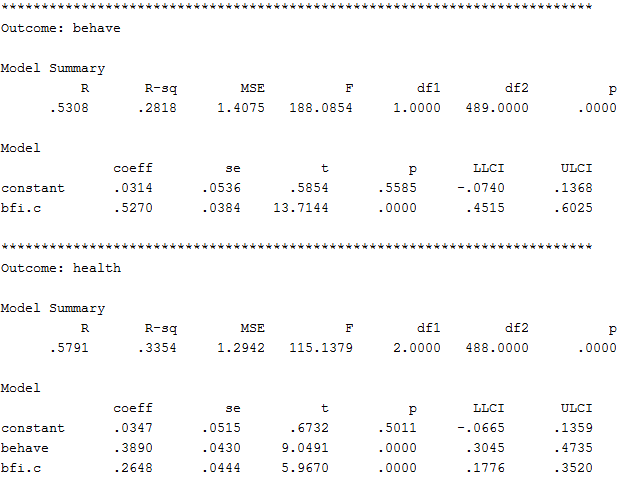 ***************************************************************************
Outcome: behave
Model Summary
R R-sq MSE F df1 df2 p
.5308 .2818 1.4075 188.0854 1.0000 489.0000 .0000
Model
coeff se t p LLCI ULCI
constant .0314 .0536 .5854 .5585 -.0740 .1368
bfi.c .5270 .0384 13.7144 .0000 .4515 .6025
***************************************************************************
Outcome: health
Model Summary
R R-sq MSE F df1 df2 p
.5791 .3354 1.2942 115.1379 2.0000 488.0000 .0000
Model
coeff se t p LLCI ULCI
constant .0347 .0515 .6732 .5011 -.0665 .1359
behave .3890 .0430 9.0491 .0000 .3045 .4735
bfi.c .2648 .0444 5.9670 .0000 .1776 .3520